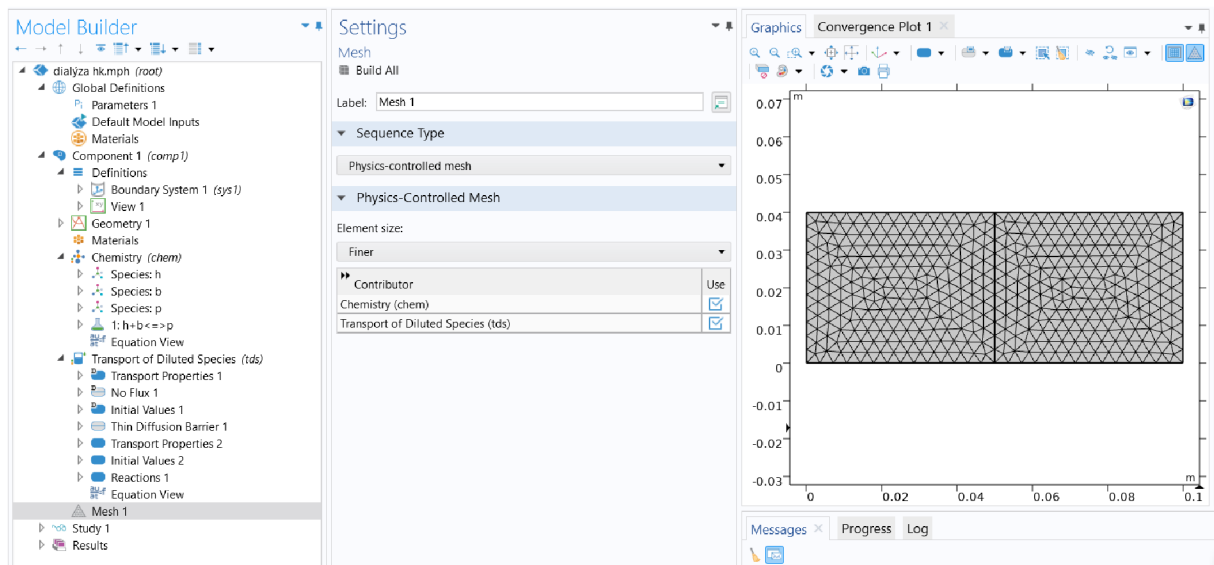 Model Builder
dialýza hk.mph (root)
Global Definitions
Pi Parameters 1
Default Model Inputs
Materials
Component 1 (comp1)
Definitions
Boundary System 1 (sys1)
xy View 1
Geometry 1
Materials
Chemistry (chem)
Species: h
Species: b
Species: p
1: h+b<=>p
Equation View
Transport of Diluted Species (tds)
D Transport Properties 1
D No Flux 1
D Initial Values 1
Thin Diffusion Barrier 1
Transport Properties 2
Initial Values 2
Reactions 1
Equation View
Mesh 1
Study 1
Results
Settings
Mesh
Build All
Label: Mesh 1
Sequence Type
Physics-controlled mesh
Physics-Controlled Mesh
Element size:
Finer
Contributor Use
Chemistry (chem)
Transport of Diluted Species (tds)
Graphics Convergence Plot 1
m
0.07
0.06
0.05
0.04
0.03
0.02
0.01
0
-0.01
-0.02
-0.03
m
0 0.02 0.04 0.06 0.08 0.1
Messages Progress Log